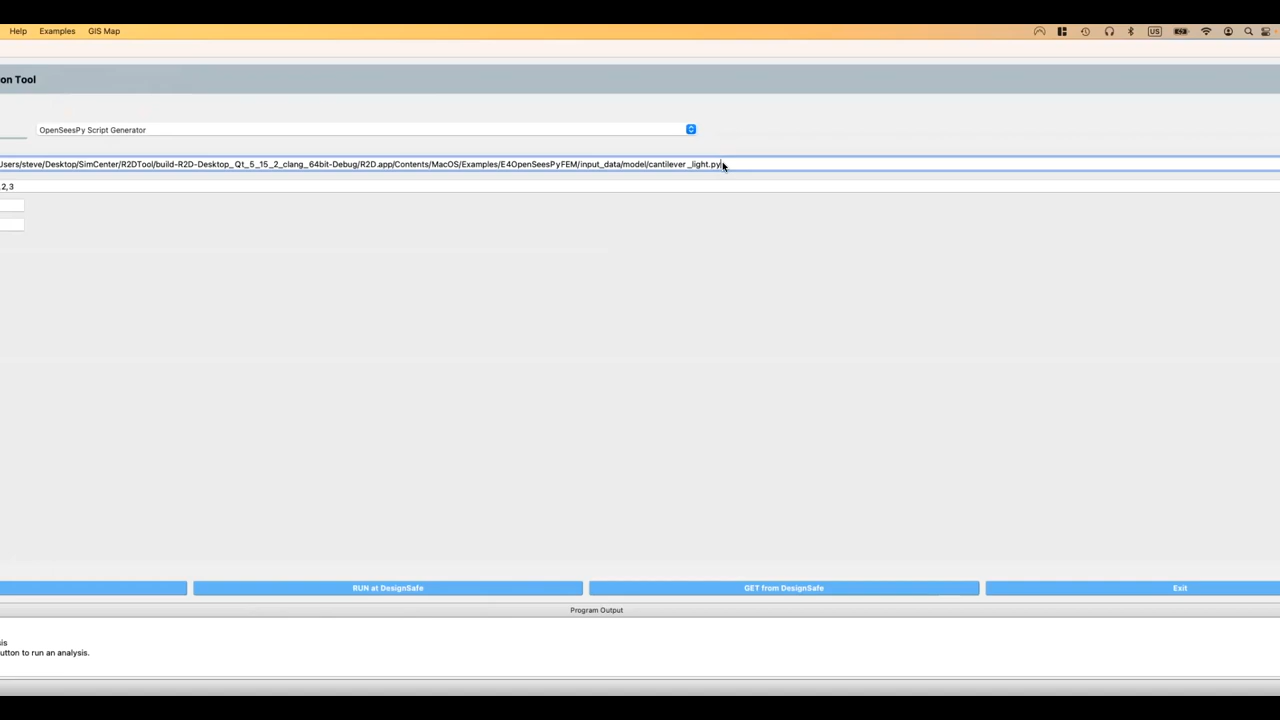 Help Examples GIS Map US
on Tool
OpenSeesPy Script Generator
Users/steve/Desktop/SimCenter/R2DTool/build-R2D-Desktop_Qt_5_15_2_clang_64bit-Debug/R2D.app/Contents/MacOS/Examples/E4OpenSeesPyFEM/input_data/model/cantilever_light.py
2,3
RUN at DesignSafe GET from DesignSafe Exit
Program Output
is
utton to run an analysis.